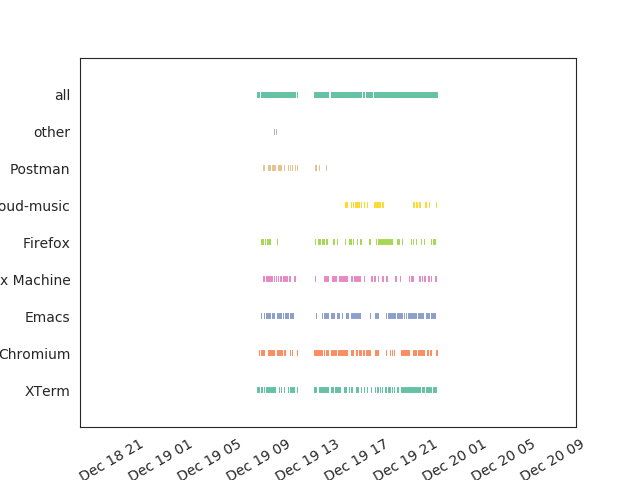 all
other
Postman
oud-music
Firefox
x Machine
Emacs
Chromium
XTerm
Dec 18 21
Dec 19 01
Dec 19 05
Dec 19 09
Dec 19 13
Dec 19 17
Dec 19 21
Dec 20 01
Dec 20 05
Dec 20 09